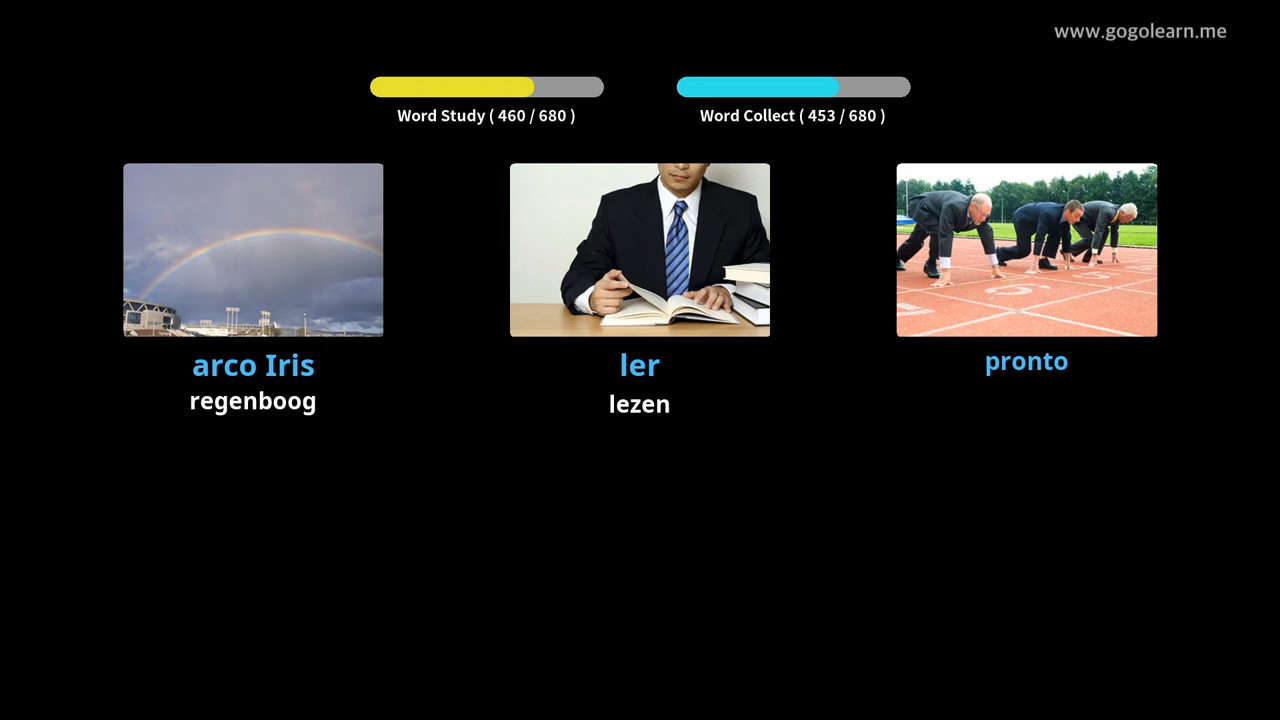 www.gogolearn.me
Word Study ( 460 / 680 )
Word Collect ( 453 / 680 )
arco Iris
regenboog
ler
lezen
pronto